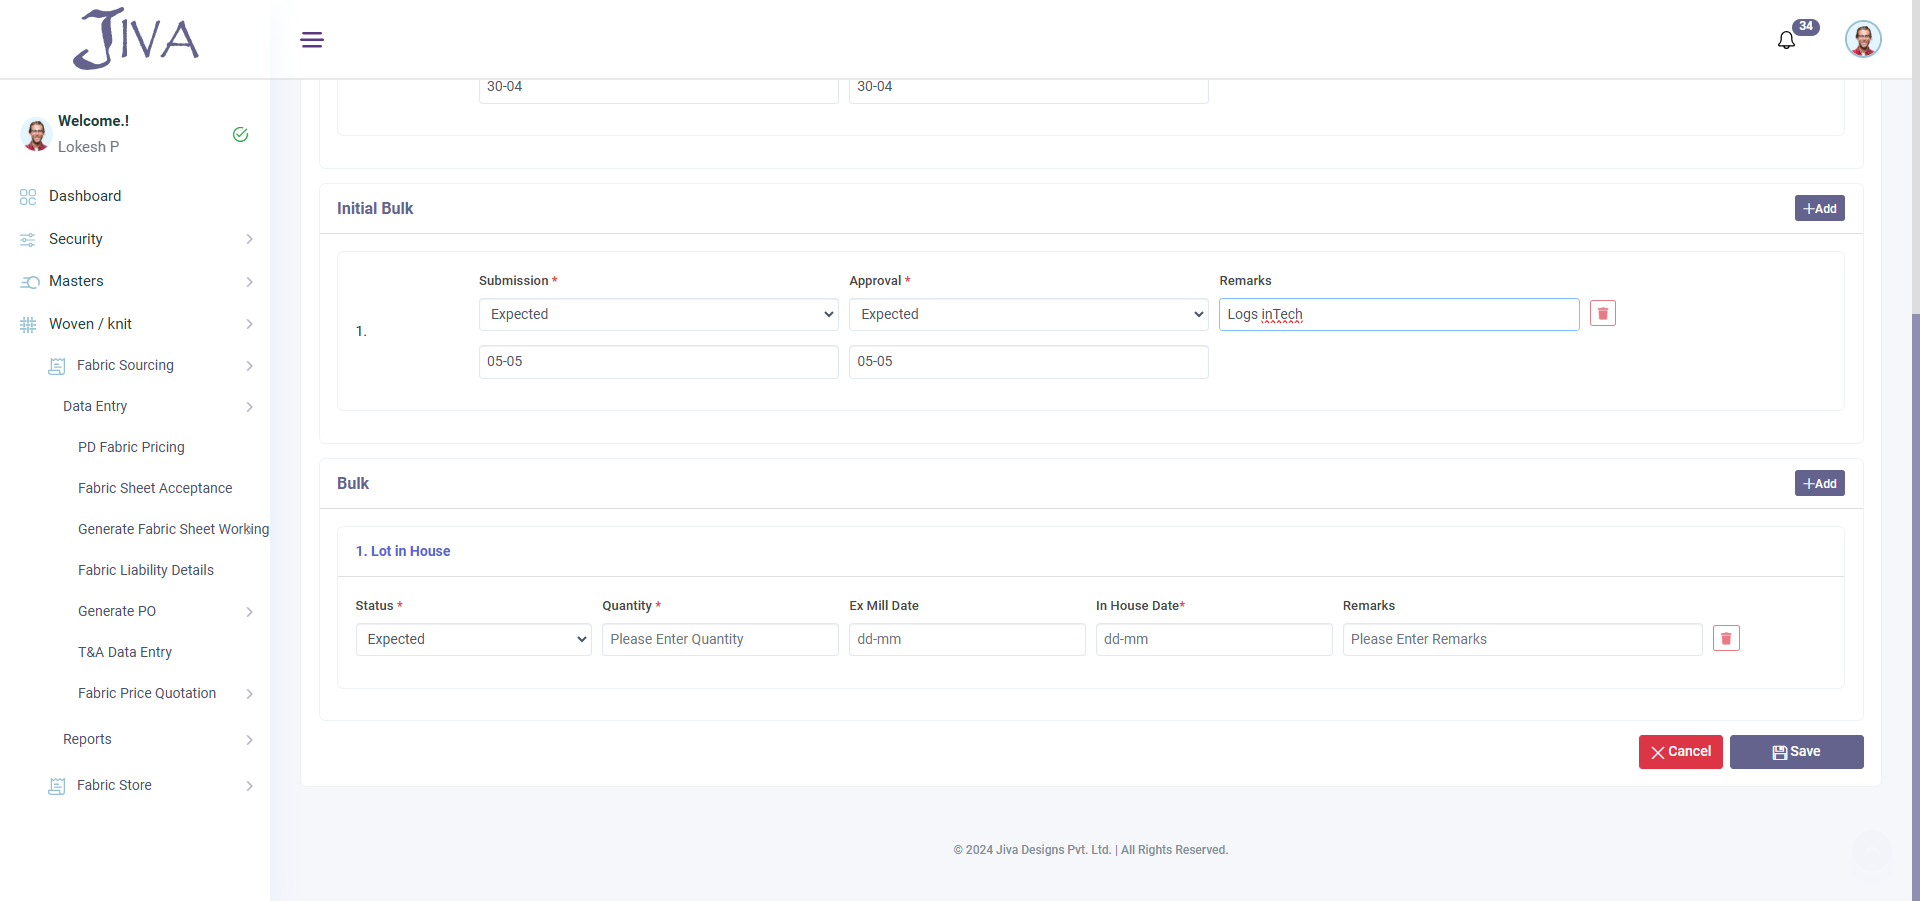 JIVA
34
Welcome.!
Lokesh P
Dashboard
Security
Masters
Woven / knit
Fabric Sourcing
Data Entry
PD Fabric Pricing
Fabric Sheet Acceptance
Generate Fabric Sheet Working
Fabric Liability Details
Generate PO
T&A Data Entry
Fabric Price Quotation
Reports
Fabric Store
30-04 30-04
Initial Bulk +Add
Submission * Approval * Remarks
1. Expected Expected Logs inTech
05-05 05-05
Bulk +Add
1. Lot in House
Status * Quantity * Ex Mill Date In House Date* Remarks
Expected Please Enter Quantity dd-mm dd-mm Please Enter Remarks
Cancel Save
© 2024 Jiva Designs Pvt. Ltd. | All Rights Reserved.